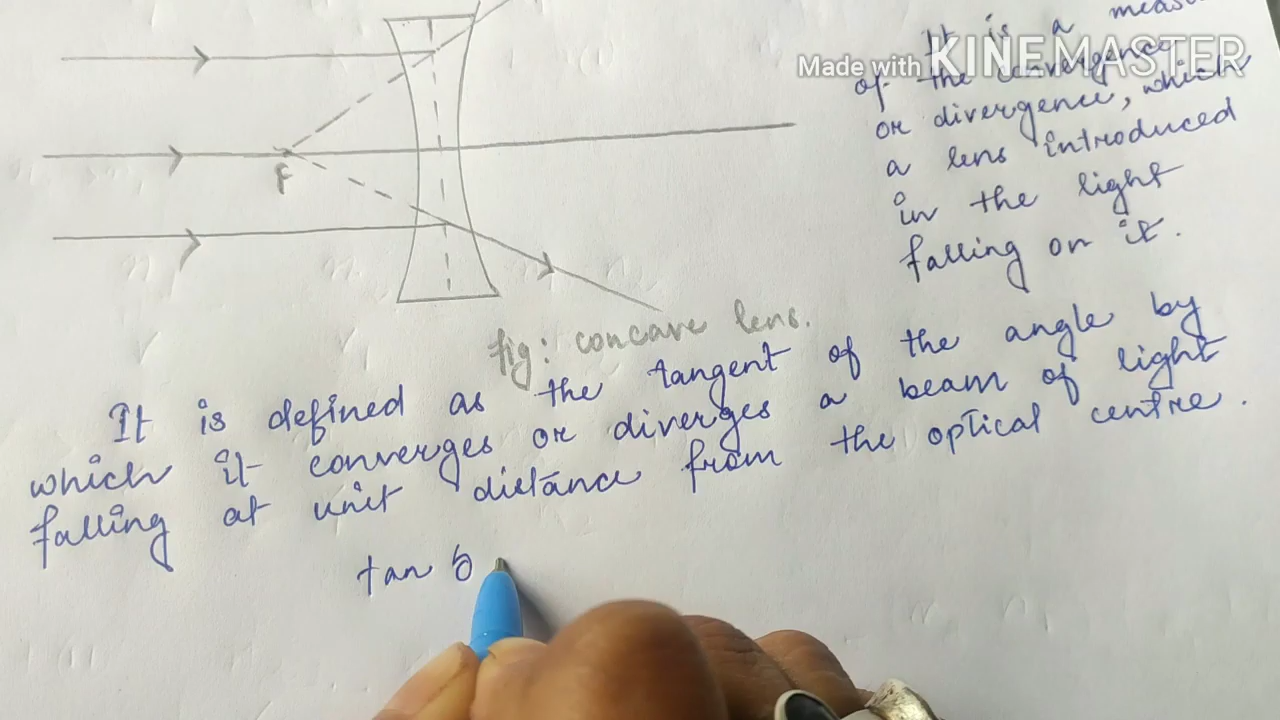 It is a
of the convergence
or divergence, which
a lens introduced
in the light
falling on it.
Made with KINEMASTER
F
fig: concave lens.
It is defined as the tangent of the angle by
which it converges or diverges a beam of light
falling at unit distance from the optical centre.
tan δ